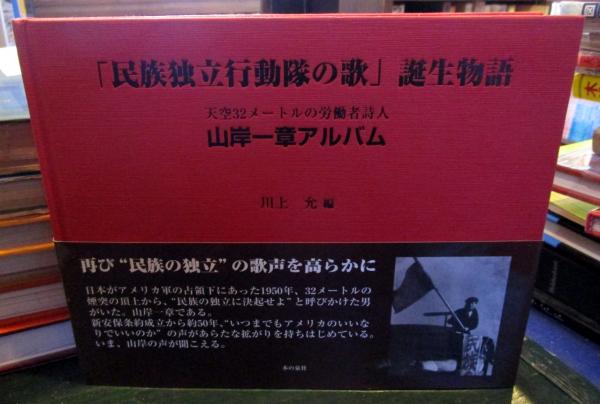 「民族独立行動隊の歌」誕生物語
天空32メートルの労働者詩人
山岸一章アルバム
川上 允 編
再び“民族の独立”の歌声を高らかに
日本がアメリカ軍の占領下にあった1950年、32メートルの
煙突の頂上から、“民族の独立に決起せよ”と呼びかけた男
がいた。山岸一章である。
新安保条約成立から約50年、“いつまでもアメリカのいいな
りでいいのか”の声があらたな拡がりを持ちはじめている。
いま、山岸の声が聞こえる。
本の泉社